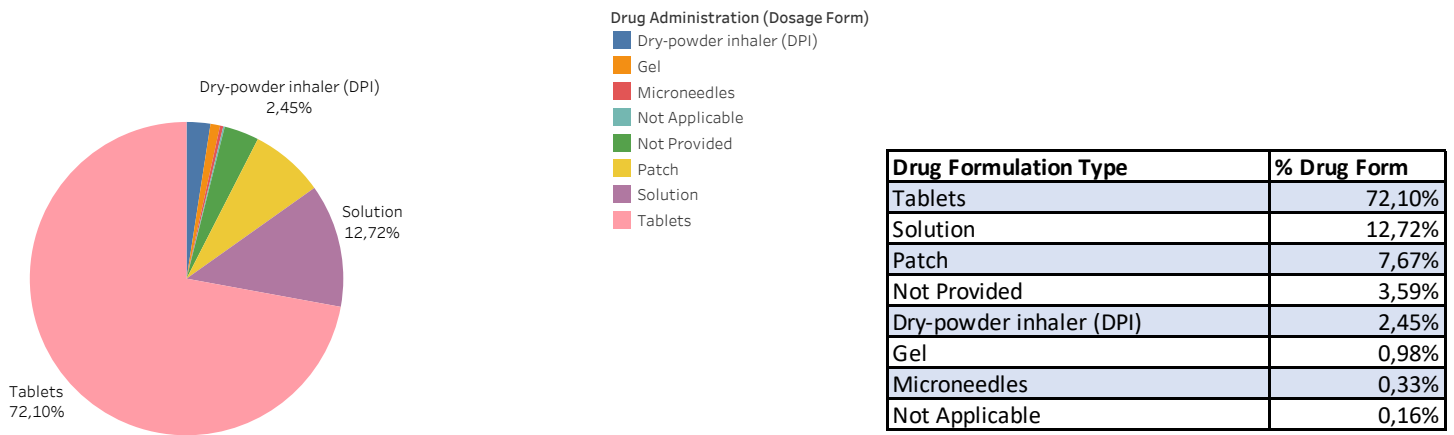 Dry-powder inhaler (DPI)
2,45%
Solution
12,72%
Tablets
72,10%
Drug Administration (Dosage Form)
Dry-powder inhaler (DPI)
Gel
Microneedles
Not Applicable
Not Provided
Patch
Solution
Tablets
Drug Formulation Type % Drug Form
Tablets 72,10%
Solution 12,72%
Patch 7,67%
Not Provided 3,59%
Dry-powder inhaler (DPI) 2,45%
Gel 0,98%
Microneedles 0,33%
Not Applicable 0,16%